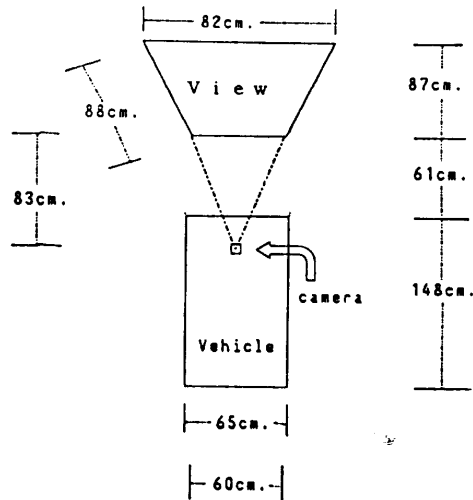 82cm.
View
87cm.
88cm.
83cm.
61cm.
camera
148cm.
Vehicle
65cm.
60cm.